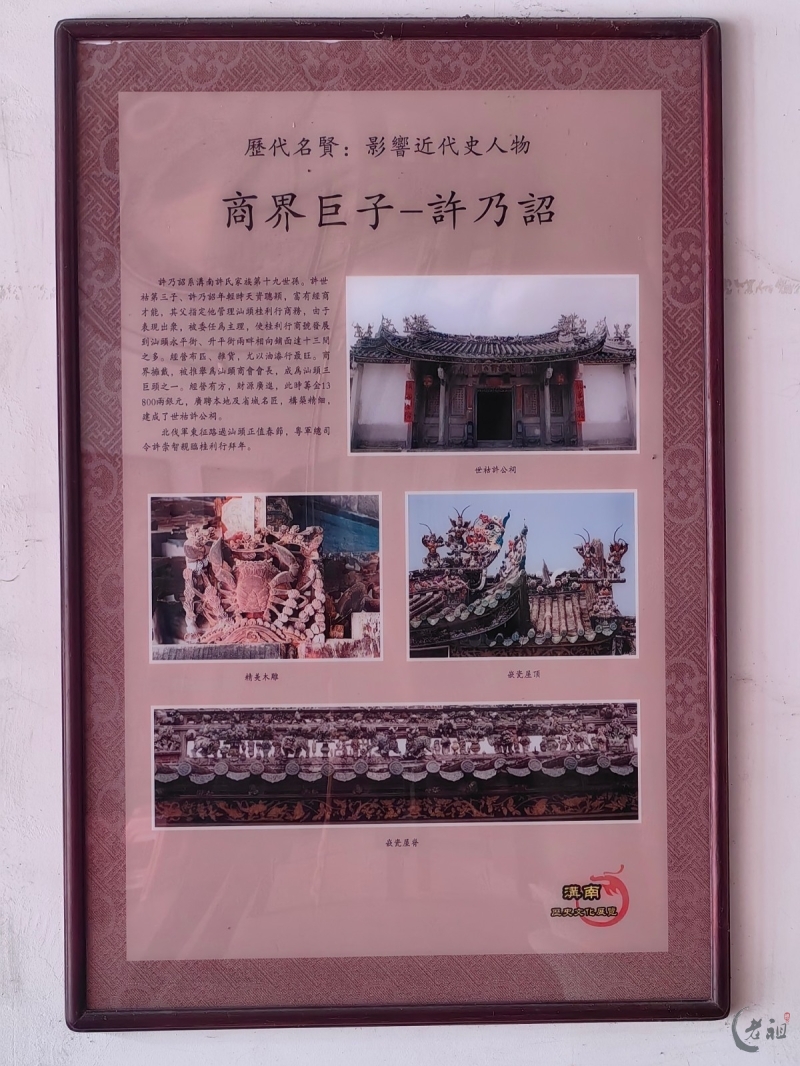 歷代名賢：影響近代史人物
商界巨子–許乃詔
許乃詔系溝南許氏家族第十九世孫。許世
祐第三子、許乃詔年輕時天資聰穎，富有經商
才能，其父指定他管理汕頭桂利行商務，由于
表現出衆，被委任爲主理，使桂利行商號發展
到汕頭永平街、升平街兩畔相向鋪面達十三間
之多。經營布匹、雜貨，尤以油漆行最旺。商
界擁戴，被推舉爲汕頭商會會長，成爲汕頭三
巨頭之一。經營有方，財源廣進，此時籌金13
800兩銀元，廣聘本地及省城名匠，構築精細，
建成了世祐許公祠。
北伐軍東征路過汕頭正值春節，粵軍總司
令許崇智親臨桂利行拜年。
世祐許公祠
精美木雕
嵌瓷屋頂
嵌瓷屋脊
溝南
歷史文化展覽
老祖